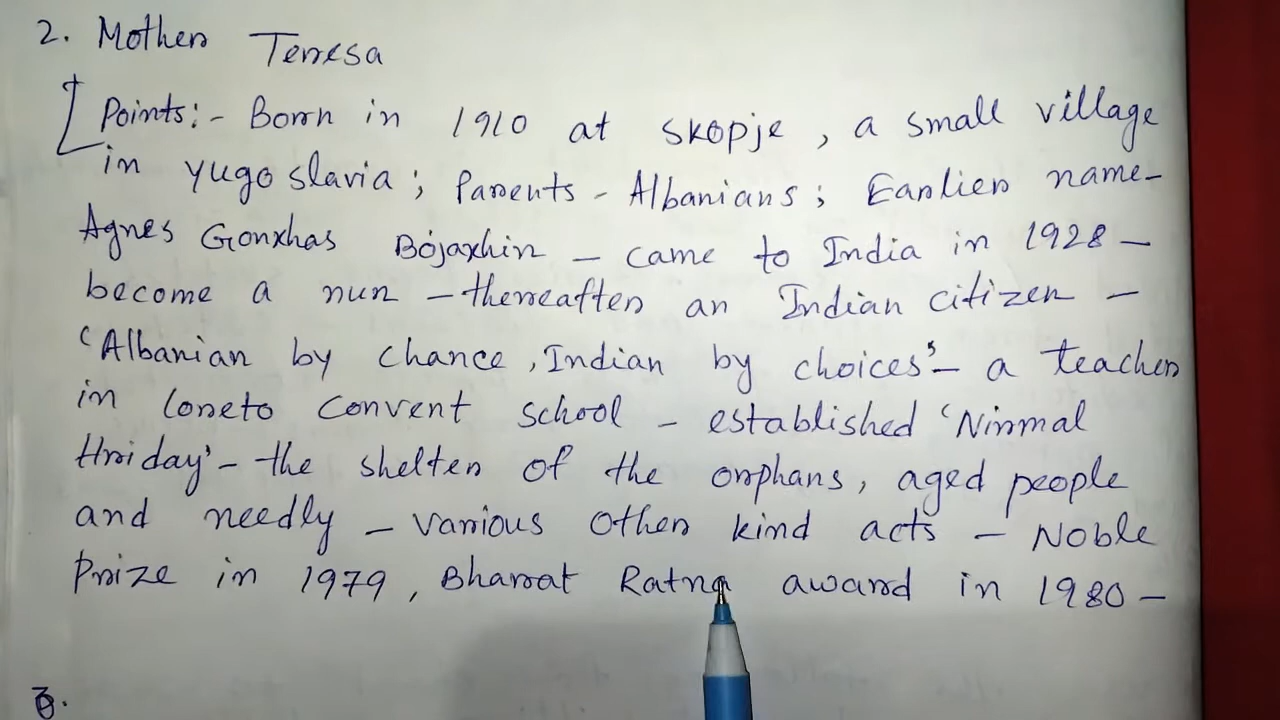 2. Mother Teresa
[Points:- Born in 1910 at Skopje, a small village
in yugoslavia; Parents - Albanians; Earlier name-
Agnes Gonxhas Bojaxhin - came to India in 1928 -
become a nun - thereafter an Indian citizen -
'Albanian by chance, Indian by choices' - a teacher
in loreto convent school - established 'Nirmal
Hriday' - the shelter of the orphans, aged people
and needly - various other kind acts - Noble
Prize in 1979, Bharat Ratna award in 1980 -
3.